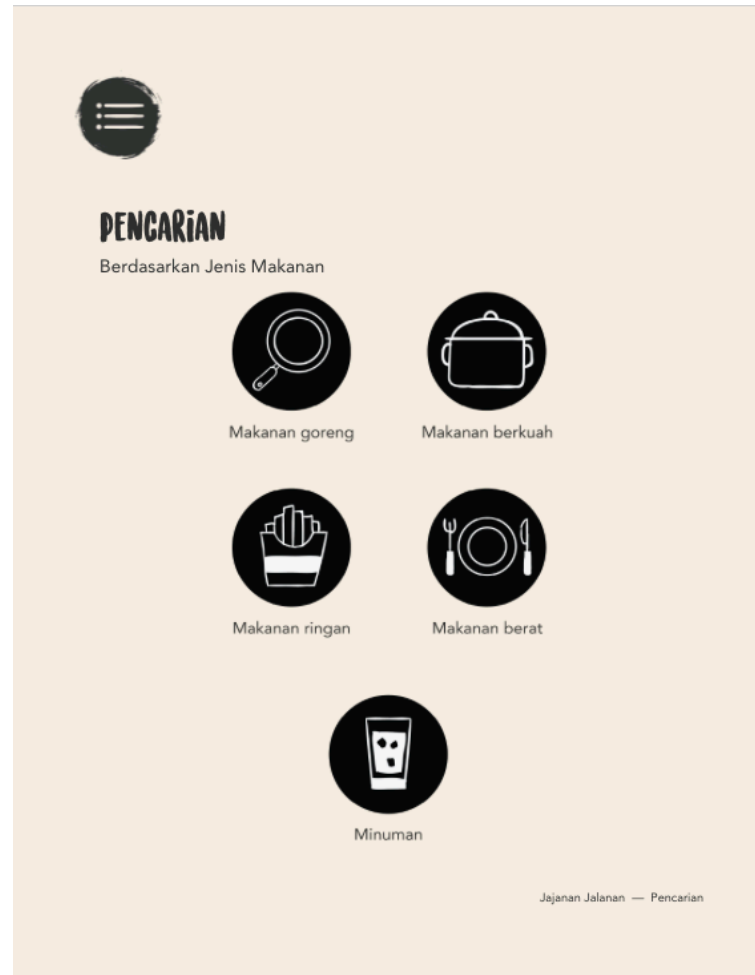 PENCARiAN
Berdasarkan Jenis Makanan
Makanan goreng
Makanan berkuah
Makanan ringan
Makanan berat
Minuman
Jajanan Jalanan — Pencarian